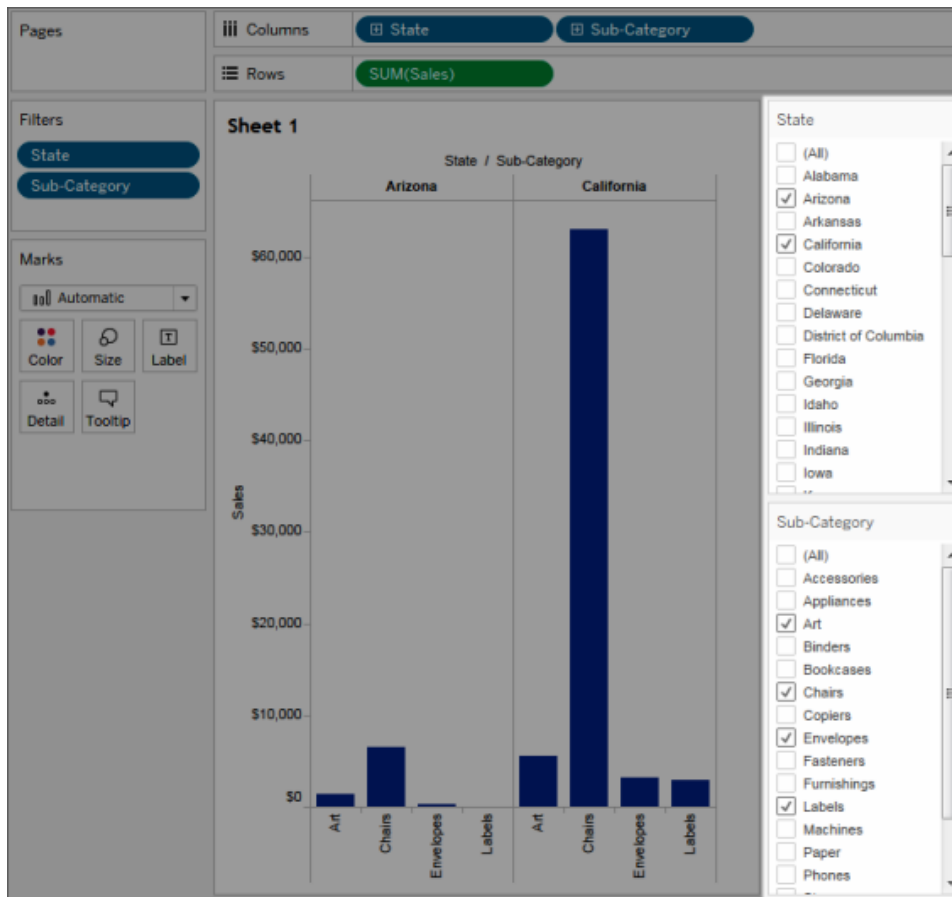 Pages
Columns
State
Sub-Category
Rows
SUM(Sales)
Filters
State
Sub-Category
Marks
Automatic
Color
Size
T
Label
Detail
Tooltip
Sheet 1
State / Sub-Category
Arizona
California
$60,000
$50,000
$40,000
$30,000
$20,000
$10,000
$0
Sales
Art
Chairs
Envelopes
Labels
Art
Chairs
Envelopes
Labels
State
(All)
Alabama
Arizona
Arkansas
California
Colorado
Connecticut
Delaware
District of Columbia
Florida
Georgia
Idaho
Illinois
Indiana
Iowa
Sub-Category
(All)
Accessories
Appliances
Art
Binders
Bookcases
Chairs
Copiers
Envelopes
Fasteners
Furnishings
Labels
Machines
Paper
Phones